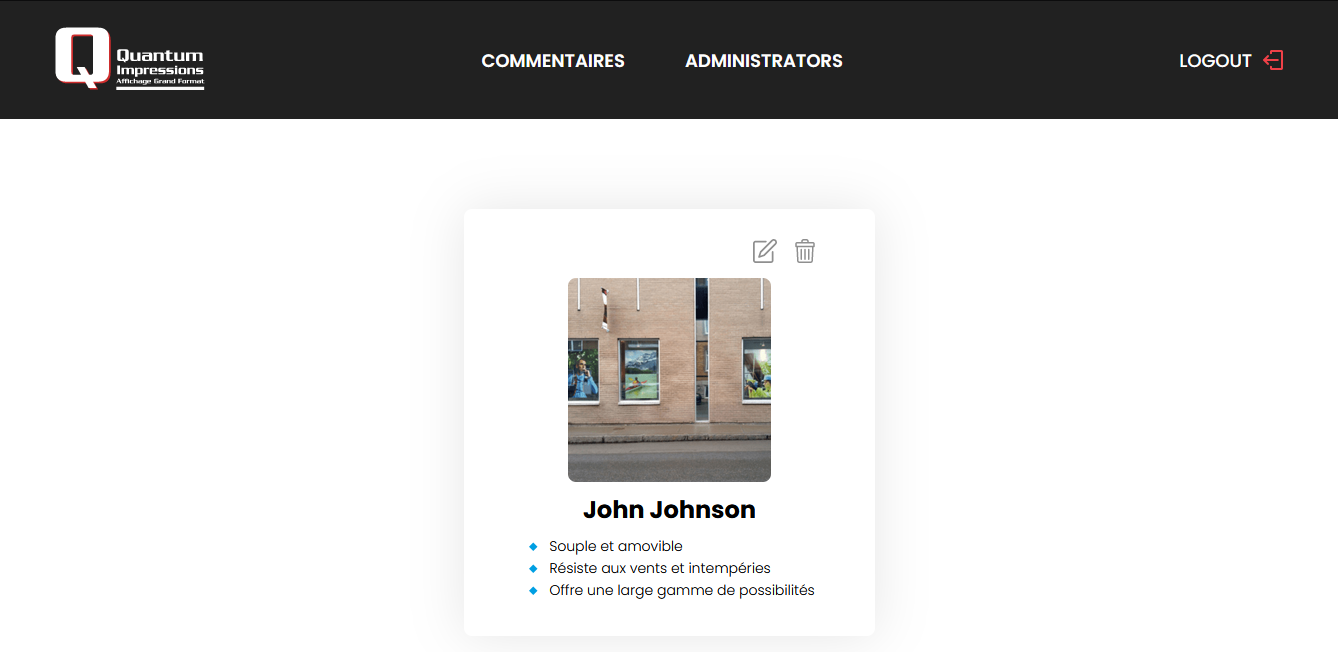 Quantum
Impressions
Affichage Grand Format
COMMENTAIRES
ADMINISTRATORS
LOGOUT
John Johnson
Souple et amovible
Résiste aux vents et intempéries
Offre une large gamme de possibilités